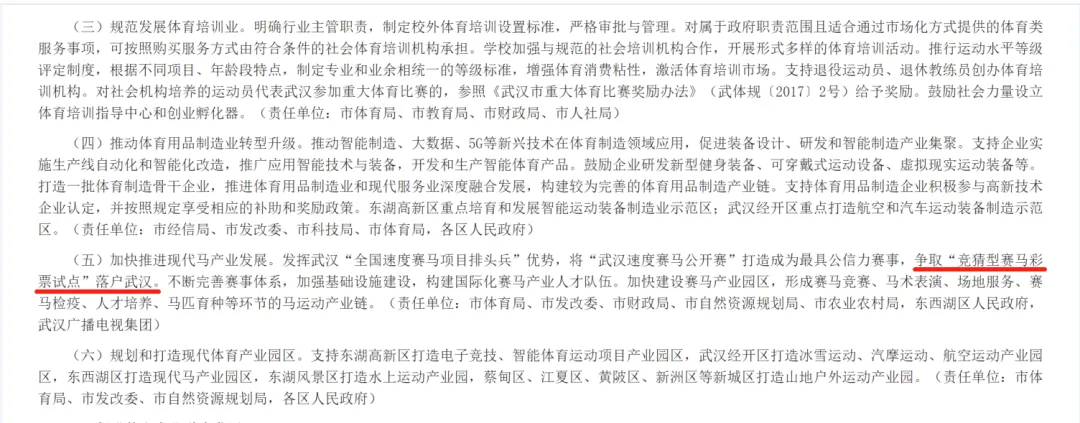 （三）规范发展体育培训业。明确行业主管职责，制定校外体育培训设置标准，严格审批与管理。对属于政府职责范围且适合通过市场化方式提供的体育类
服务事项，可按照购买服务方式由符合条件的社会体育培训机构承担。学校加强与规范的社会培训机构合作，开展形式多样的体育培训活动。推行运动水平等级
评定制度，根据不同项目、年龄段特点，制定专业和业余相统一的等级标准，增强体育消费粘性，激活体育培训市场。支持退役运动员、退休教练员创办体育培
训机构。对社会机构培养的运动员代表武汉参加重大体育比赛的，参照《武汉市重大体育比赛奖励办法》（武体规〔2017〕2号）给予奖励。鼓励社会力量设立
体育培训指导中心和创业孵化器。（责任单位：市体育局、市教育局、市财政局、市人社局）
（四）推动体育用品制造业转型升级。推动智能制造、大数据、5G等新兴技术在体育制造领域应用，促进装备设计、研发和智能制造产业集聚。支持企业实
施生产线自动化和智能化改造，推广应用智能技术与装备，开发和生产智能体育产品。鼓励企业研发新型健身装备、可穿戴式运动设备、虚拟现实运动装备等。
打造一批体育制造骨干企业，推进体育用品制造业和现代服务业深度融合发展，构建较为完善的体育用品制造产业链。支持体育用品制造企业积极参与高新技术
企业认定，并按照规定享受相应的补助和奖励政策。东湖高新区重点培育和发展智能运动装备制造业示范区；武汉经开区重点打造航空和汽车运动装备制造示范
区。（责任单位：市经信局、市发改委、市科技局、市体育局，各区人民政府）
（五）加快推进现代马产业发展。发挥武汉“全国速度赛马项目排头兵”优势，将“武汉速度赛马公开赛”打造成为最具公信力赛事，争取“竞猜型赛马彩
票试点”落户武汉。不断完善赛事体系，加强基础设施建设，构建国际化赛马产业人才队伍。加快建设赛马产业园区，形成赛马竞赛、马术表演、场地服务、赛
马检疫、人才培养、马匹育种等环节的马运动产业链。（责任单位：市体育局、市发改委、市财政局、市自然资源规划局、市农业农村局，东西湖区人民政府，
武汉广播电视集团）
（六）规划和打造现代体育产业园区。支持东湖高新区打造电子竞技、智能体育运动项目产业园区，武汉经开区打造冰雪运动、汽摩运动、航空运动产业园
区，东西湖区打造现代马产业园区，东湖风景区打造水上运动产业园，蔡甸区、江夏区、黄陂区、新洲区等新城区打造山地户外运动产业园。（责任单位：市体
育局、市发改委、市自然资源规划局，各区人民政府）